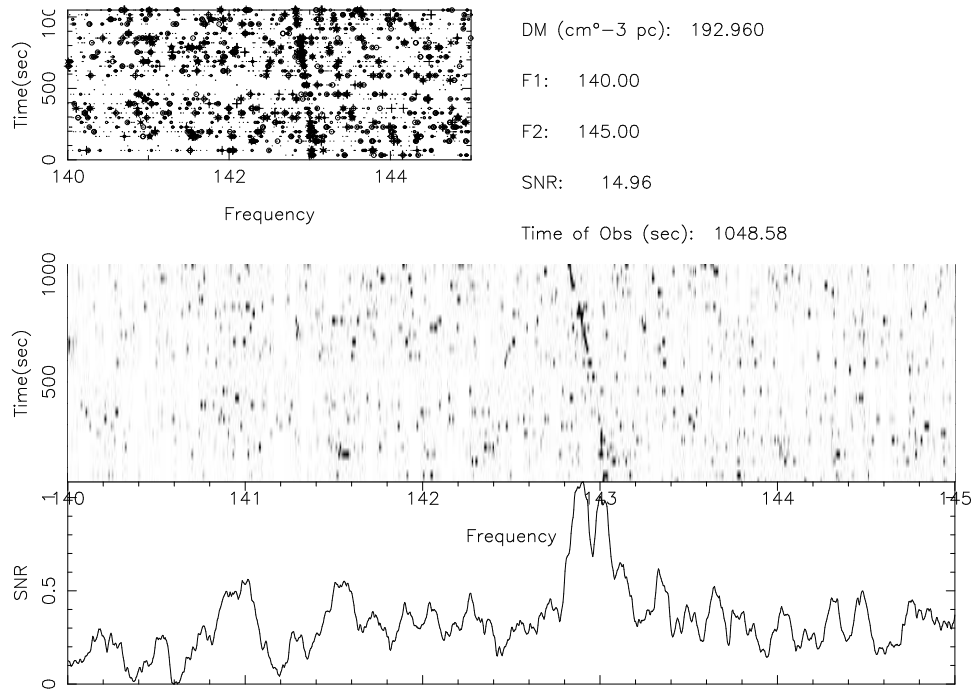 DM (cm°−3 pc): 192.960
F1: 140.00
F2: 145.00
SNR: 14.96
Time of Obs (sec): 1048.58
Time(sec)
0 500
140 142 144
Frequency
Time(sec)
500 1000
140 141 142 143 144 145
Frequency
SNR
0 0.5 1